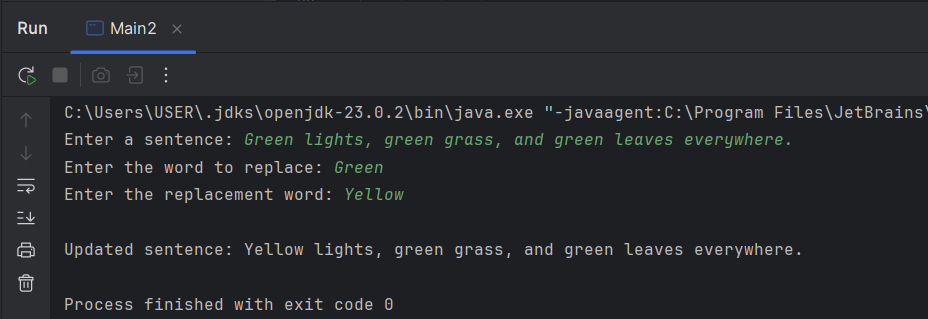 Run Main2
C:\Users\USER\.jdks\openjdk-23.0.2\bin\java.exe "-javaagent:C:\Program Files\JetBrains\
Enter a sentence: Green lights, green grass, and green leaves everywhere.
Enter the word to replace: Green
Enter the replacement word: Yellow
Updated sentence: Yellow lights, green grass, and green leaves everywhere.
Process finished with exit code 0